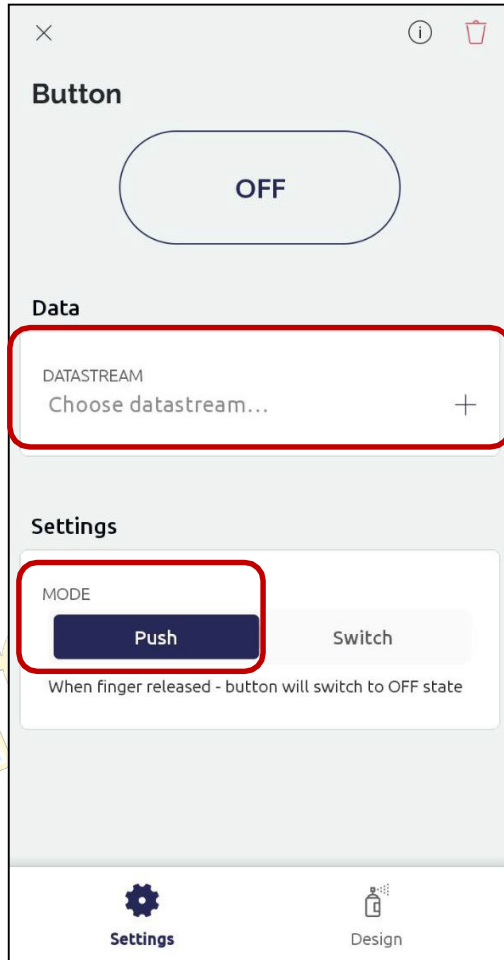 Button
OFF
Data
DATASTREAM
Choose datastream...
Settings
MODE
Push Switch
When finger released - button will switch to OFF state
Settings Design